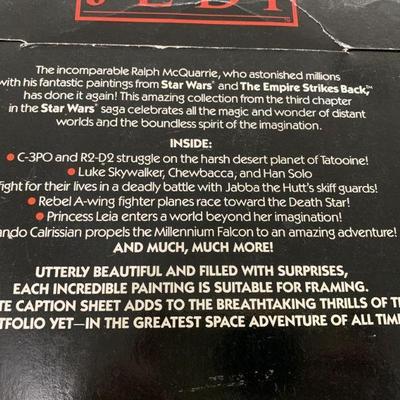 JEDI
The incomparable Ralph McQuarrie, who astonished millions
with his fantastic paintings from Star Wars® and The Empire Strikes Back,™
has done it again! This amazing collection from the third chapter
in the Star Wars® saga celebrates all the magic and wonder of distant
worlds and the boundless spirit of the imagination.
INSIDE:
• C-3PO and R2-D2 struggle on the harsh desert planet of Tatooine!
• Luke Skywalker, Chewbacca, and Han Solo
fight for their lives in a deadly battle with Jabba the Hutt's skiff guards!
• Rebel A-wing fighter planes race toward the Death Star!
• Princess Leia enters a world beyond her imagination!
ando Calrissian propels the Millennium Falcon to an amazing adventure!
AND MUCH, MUCH MORE!
UTTERLY BEAUTIFUL AND FILLED WITH SURPRISES,
EACH INCREDIBLE PAINTING IS SUITABLE FOR FRAMING.
TE CAPTION SHEET ADDS TO THE BREATHTAKING THRILLS OF T
TFOLIO YET—IN THE GREATEST SPACE ADVENTURE OF ALL TIME